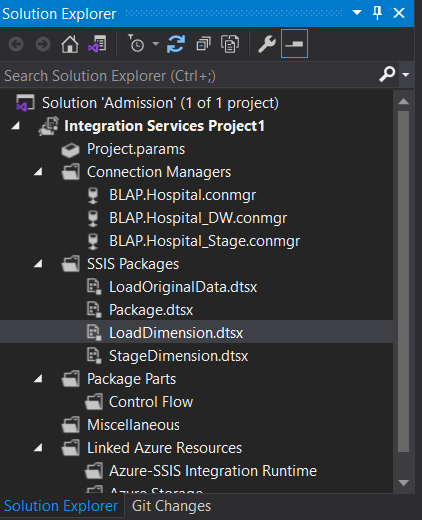 Solution Explorer
Search Solution Explorer (Ctrl+;)
Solution 'Admission' (1 of 1 project)
Integration Services Project1
Project.params
Connection Managers
BLAP.Hospital.conmgr
BLAP.Hospital_DW.conmgr
BLAP.Hospital_Stage.conmgr
SSIS Packages
LoadOriginalData.dtsx
Package.dtsx
LoadDimension.dtsx
StageDimension.dtsx
Package Parts
Control Flow
Miscellaneous
Linked Azure Resources
Azure-SSIS Integration Runtime
Azure Storage
Solution Explorer Git Changes